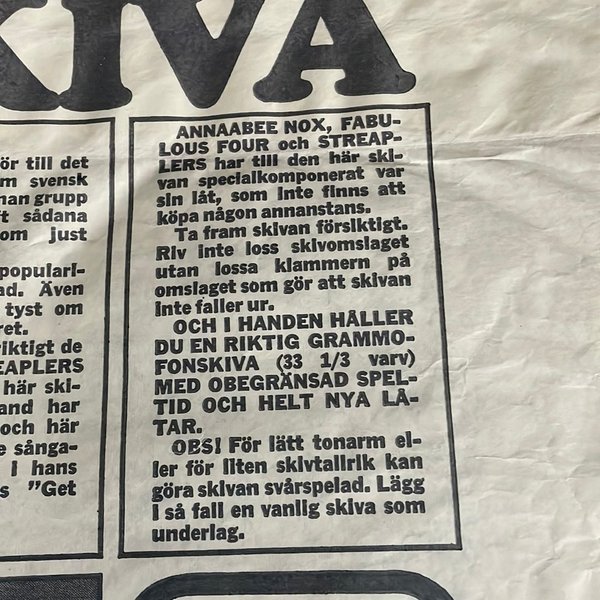 KIVA
ör till det
m svensk
nan grupp
ft sådana
om just
populari-
ad. Även
tyst om
ret.
riktigt de
EAPLERS
här ski-
and har
och här
e sånga-
I hans
s "Get
ANNAABEE NOX, FABU-
LOUS FOUR och STREAP-
LERS har till den här ski-
van specialkomponerat var
sin låt, som inte finns att
köpa någon annanstans.
Ta fram skivan försiktigt.
Riv inte loss skivomslaget
utan lossa klammern på
omslaget som gör att skivan
inte faller ur.
OCH I HANDEN HÅLLER
DU EN RIKTIG GRAMMO-
FONSKIVA (33 1/3 varv)
MED OBEGRÄNSAD SPEL-
TID OCH HELT NYA LÅ-
TAR.
OBS! För lätt tonarm el-
ler för liten skivtallrik kan
göra skivan svårspelad. Lägg
i så fall en vanlig skiva som
underlag.